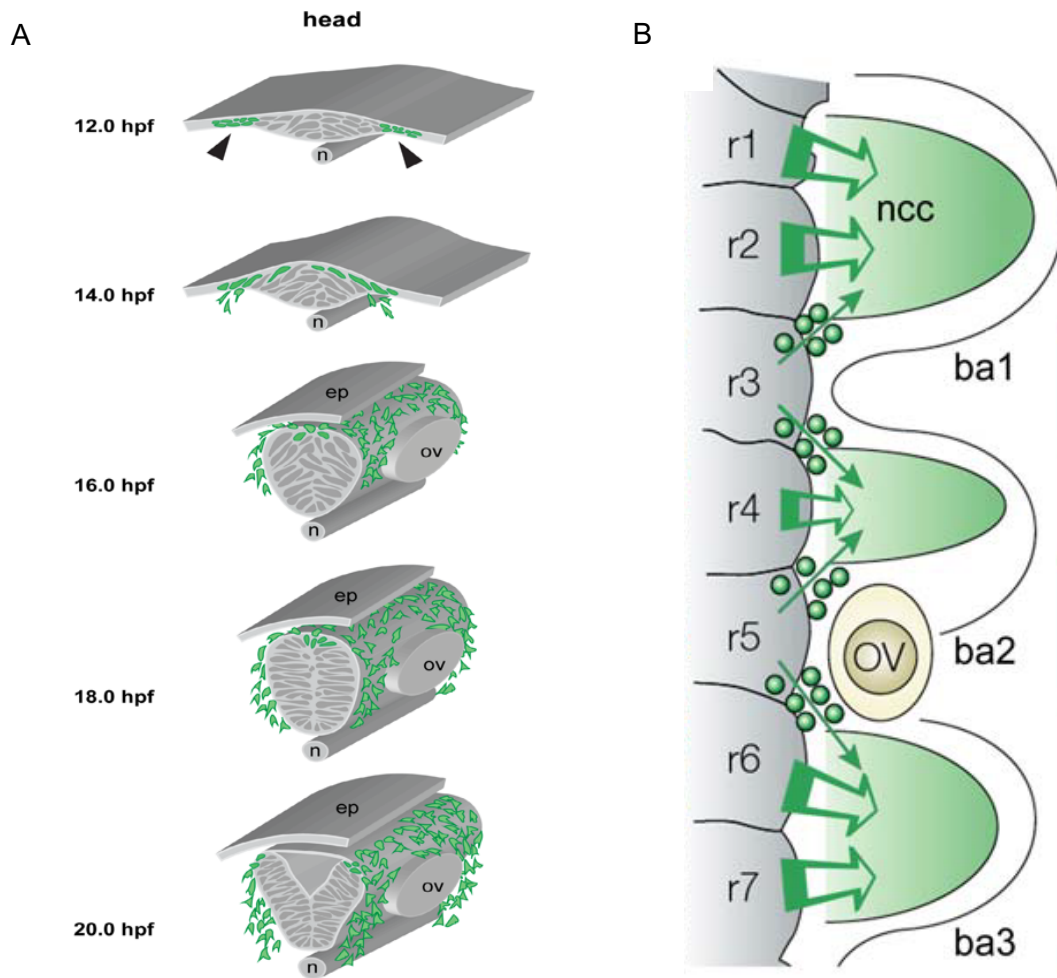 A
head
12.0 hpf
n
14.0 hpf
n
ep
ov
16.0 hpf
n
ep
ov
18.0 hpf
n
ep
ov
20.0 hpf
n
B
r1
ncc
r2
ba1
r3
r4
r5
OV
ba2
r6
r7
ba3